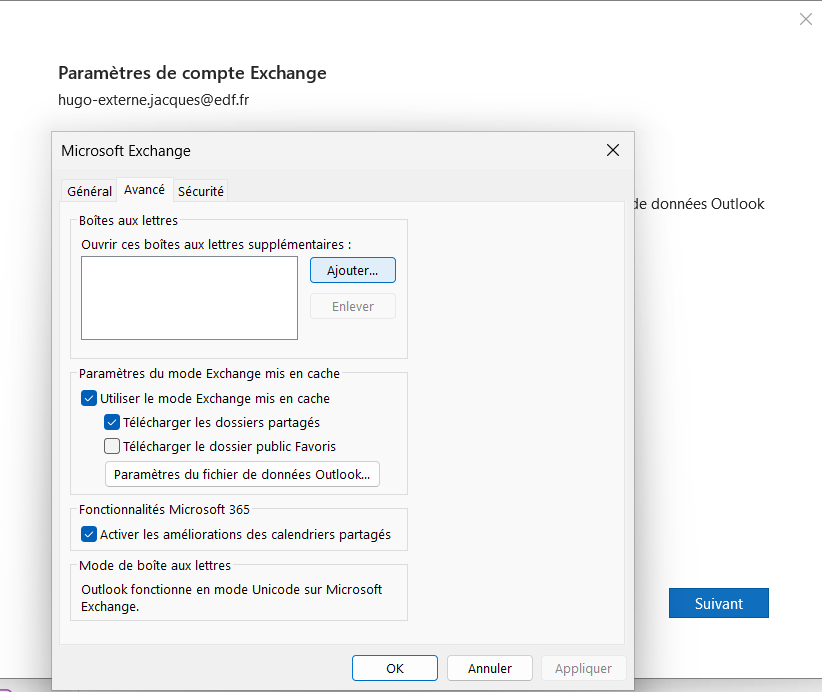 Paramètres de compte Exchange
hugo-externe.jacques@edf.fr
Microsoft Exchange
Général Avancé Sécurité
de données Outlook
Boîtes aux lettres
Ouvrir ces boîtes aux lettres supplémentaires :
Ajouter...
Enlever
Paramètres du mode Exchange mis en cache
Utiliser le mode Exchange mis en cache
Télécharger les dossiers partagés
Télécharger le dossier public Favoris
Paramètres du fichier de données Outlook...
Fonctionnalités Microsoft 365
Activer les améliorations des calendriers partagés
Mode de boîte aux lettres
Outlook fonctionne en mode Unicode sur Microsoft
Exchange.
Suivant
OK Annuler Appliquer